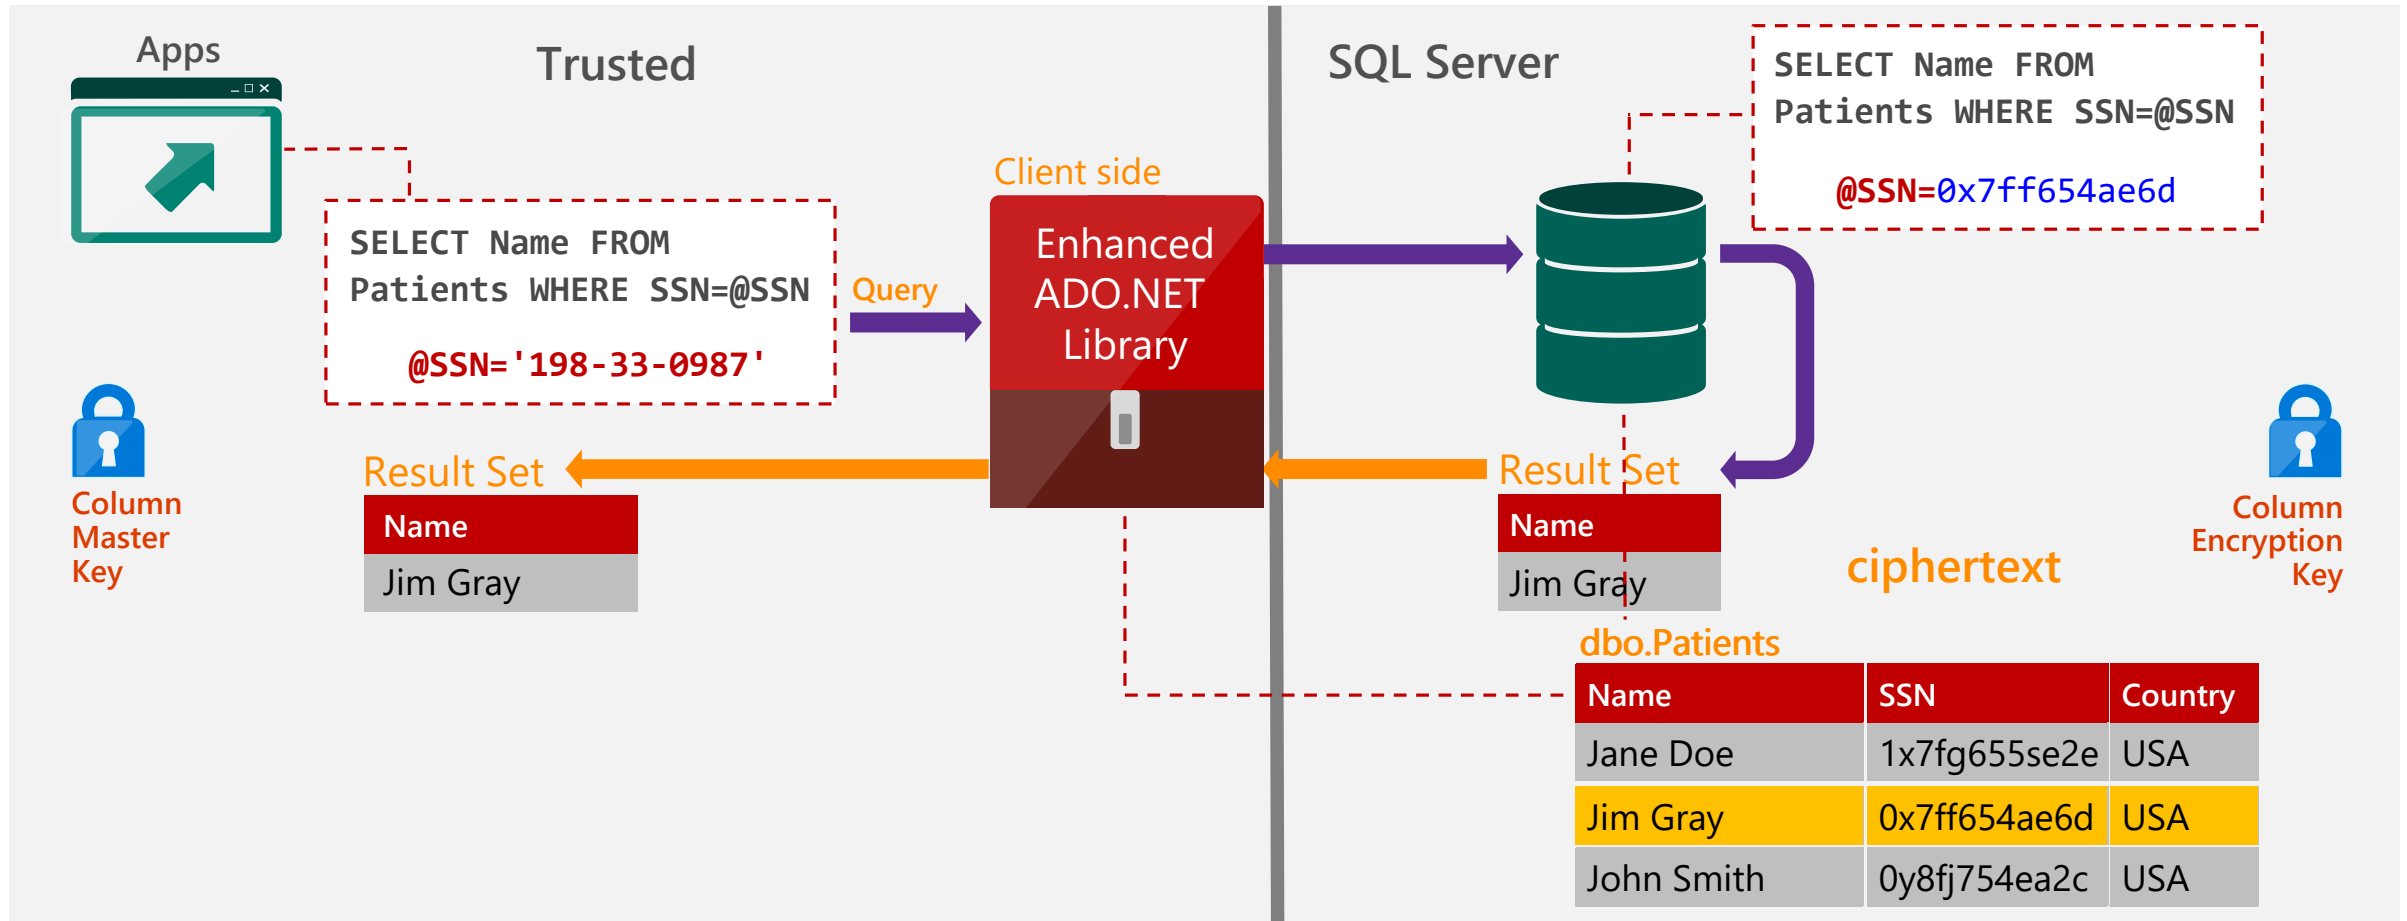 Apps
Trusted
SELECT Name FROM
Patients WHERE SSN=@SSN
@SSN='198-33-0987'
Query
Client side
Enhanced
ADO.NET
Library
Column
Master
Key
Result Set
Name
Jim Gray
SQL Server
SELECT Name FROM
Patients WHERE SSN=@SSN
@SSN=0x7ff654ae6d
Result Set
Name
Jim Gray
ciphertext
Column
Encryption
Key
dbo.Patients
Name SSN Country
Jane Doe 1x7fg655se2e USA
Jim Gray 0x7ff654ae6d USA
John Smith 0y8fj754ea2c USA